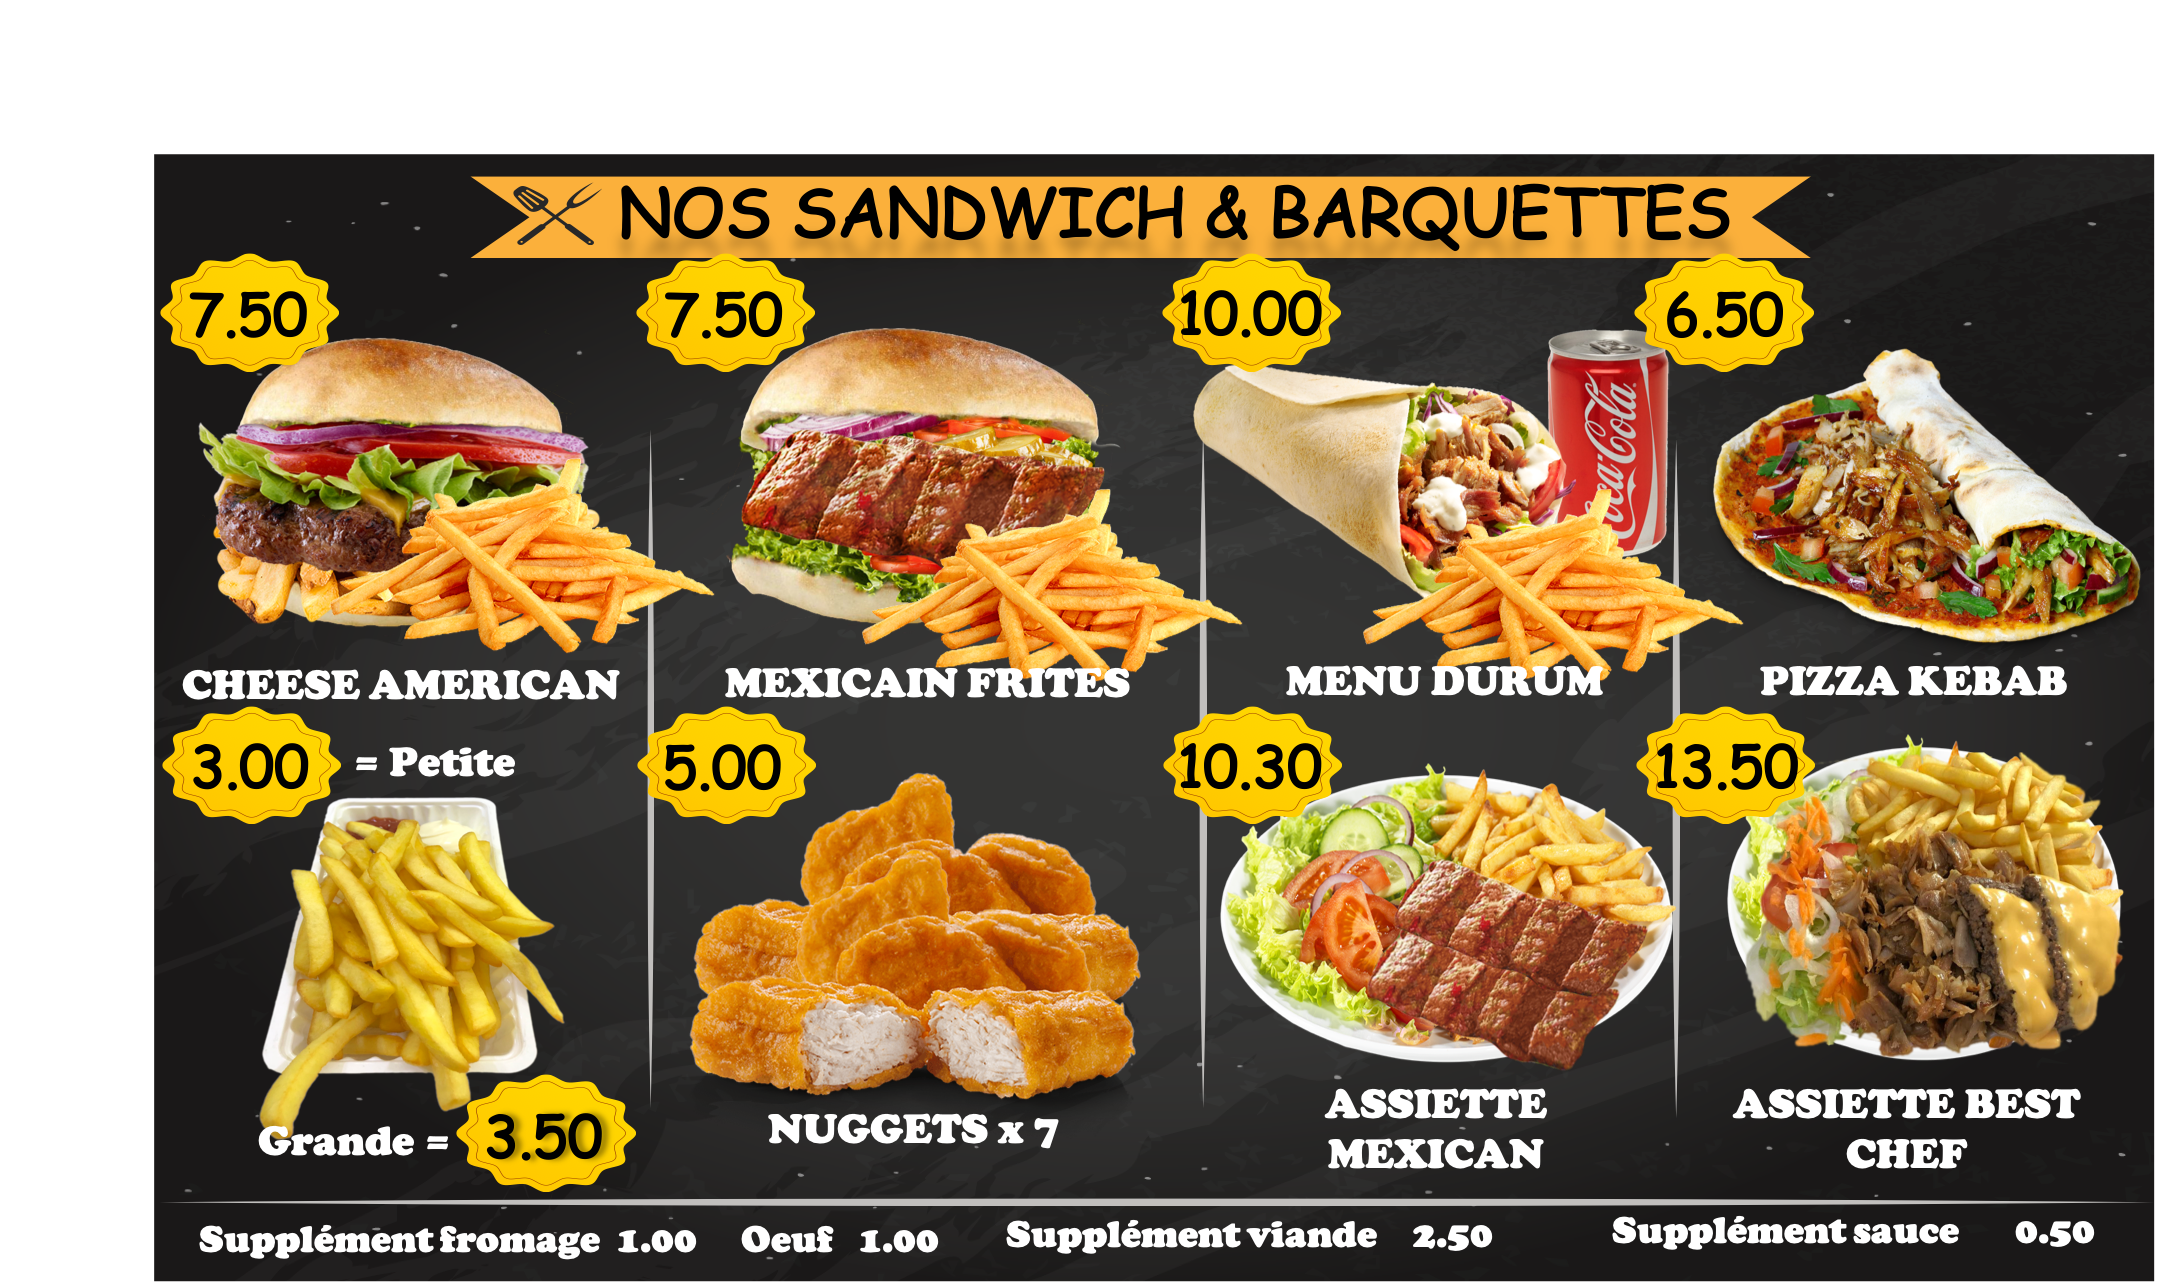 NOS SANDWICH & BARQUETTES
7.50
7.50
10.00
6.50
Coca-Cola
CHEESE AMERICAN
MEXICAIN FRITES
MENU DURUM
PIZZA KEBAB
3.00 = Petite
5.00
10.30
13.50
Grande = 3.50
NUGGETS x 7
ASSIETTE
MEXICAN
ASSIETTE BEST
CHEF
Supplément fromage 1.00 Oeuf 1.00 Supplément viande 2.50 Supplément sauce 0.50